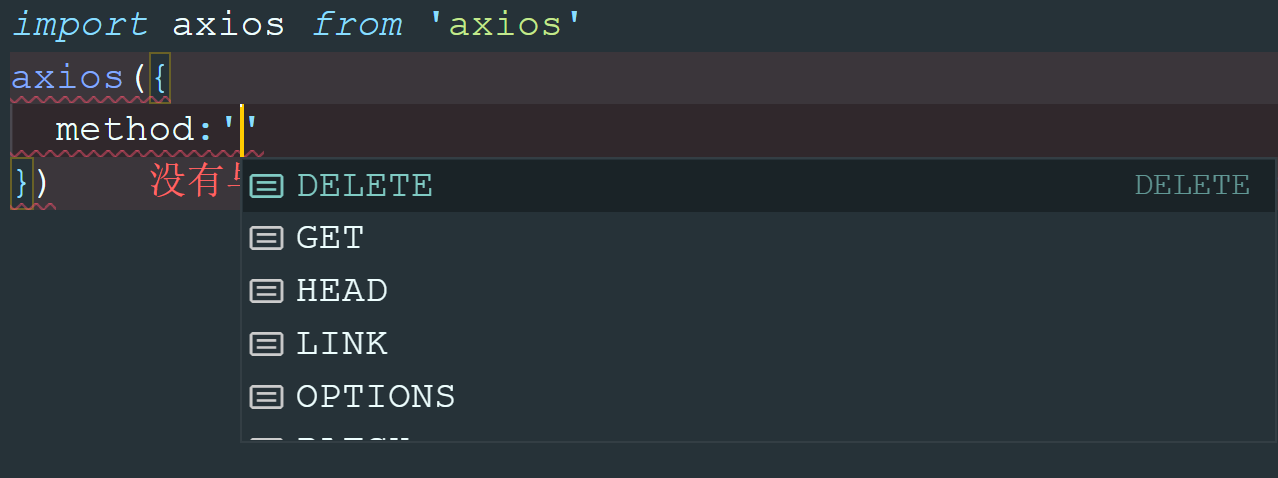 import axios from 'axios'
axios({
method:''
})
没有
DELETE DELETE
GET
HEAD
LINK
OPTIONS